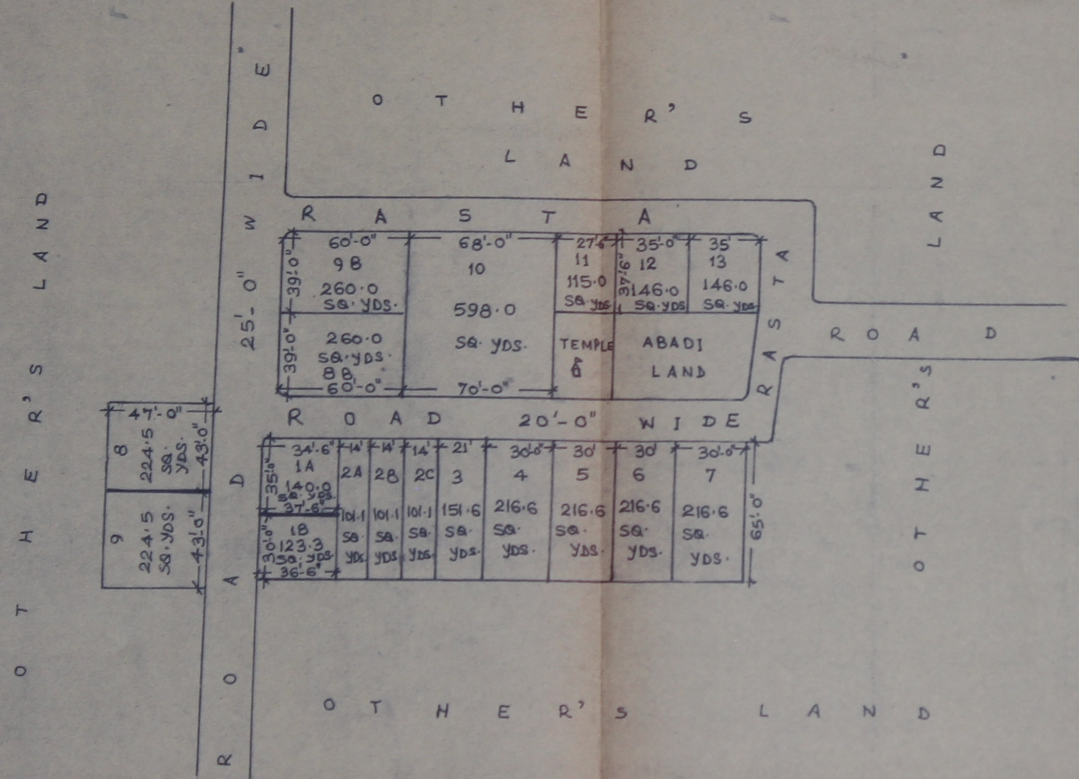 OTHER'S
LAND
25'-0" WIDE"
ROAD
OTHER'S LAND
RASTA
60'-0"
9B
260.0
SQ. YDS.
39'-0"
68'-0"
10
598.0
SQ. YDS.
70'-0"
27'-6"
11
115.0
SQ. YDS.
37'-6"
35'-0"
12
146.0
SQ. YDS.
35'
13
146.0
SQ. YDS.
39'-0"
260.0
SQ. YDS.
8B
60'-0"
TEMPLE
ABADI
LAND
RASTA
ROAD
OTHER'S LAND
ROAD 20'-0" WIDE
47'-0"
8
224.5
SQ.
YDS.
43'-0"
9
224.5
SQ. YDS.
43'-0"
34'-6"
1A
140.0
SQ. YDS
35'-0"
37'-6"
1B
123.3
SQ. YDS
30'-0"
36'-6"
14'
2A
101.1
SQ.
YDS.
14'
2B
101.1
SQ.
YDS.
14'
2C
101.1
SQ.
YDS.
21'
3
151.6
SQ.
YDS.
30'-0"
4
216.6
SQ.
YDS.
30'
5
216.6
SQ.
YDS.
30'
6
216.6
SQ.
YDS.
30'-0"
7
216.6
SQ.
YDS.
65'-0"
OTHER'S LAND